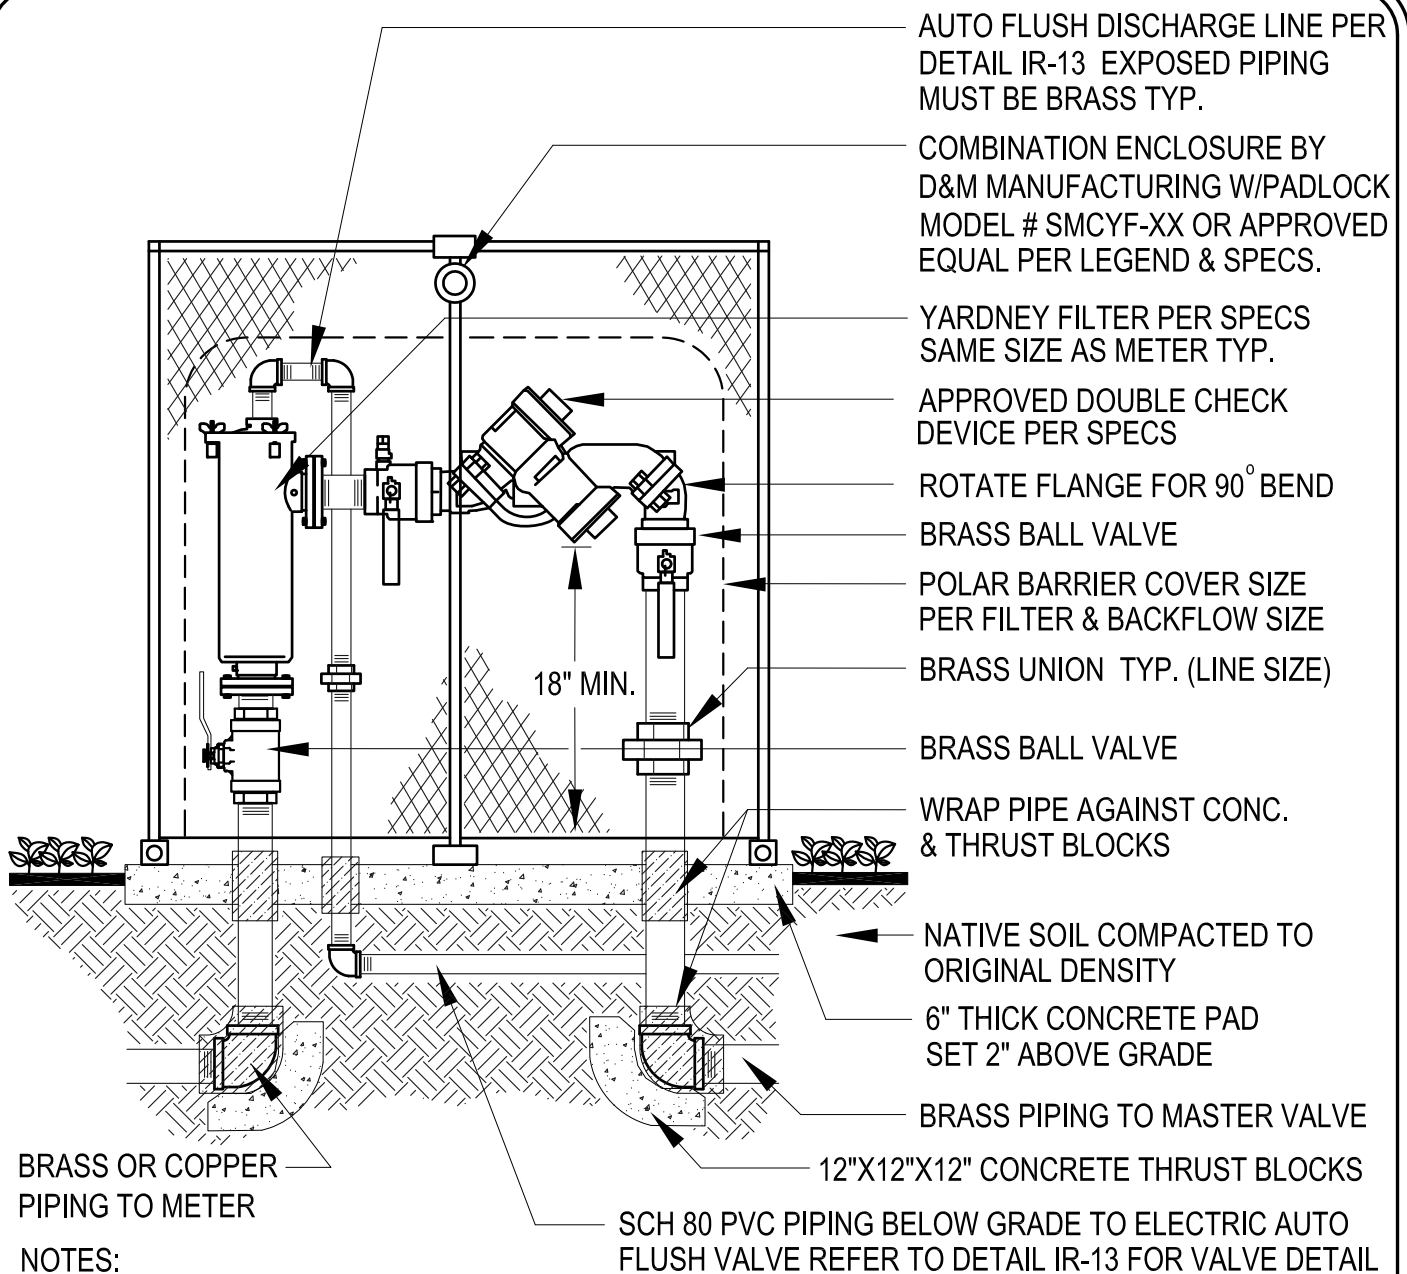 AUTO FLUSH DISCHARGE LINE PER
DETAIL IR-13 EXPOSED PIPING
MUST BE BRASS TYP.
COMBINATION ENCLOSURE BY
D&M MANUFACTURING W/PADLOCK
MODEL # SMCYF-XX OR APPROVED
EQUAL PER LEGEND & SPECS.
YARDNEY FILTER PER SPECS
SAME SIZE AS METER TYP.
APPROVED DOUBLE CHECK
DEVICE PER SPECS
ROTATE FLANGE FOR 90° BEND
BRASS BALL VALVE
POLAR BARRIER COVER SIZE
PER FILTER & BACKFLOW SIZE
BRASS UNION TYP. (LINE SIZE)
18" MIN.
BRASS BALL VALVE
WRAP PIPE AGAINST CONC.
& THRUST BLOCKS
NATIVE SOIL COMPACTED TO
ORIGINAL DENSITY
6" THICK CONCRETE PAD
SET 2" ABOVE GRADE
BRASS PIPING TO MASTER VALVE
12"X12"X12" CONCRETE THRUST BLOCKS
BRASS OR COPPER
PIPING TO METER
SCH 80 PVC PIPING BELOW GRADE TO ELECTRIC AUTO
FLUSH VALVE REFER TO DETAIL IR-13 FOR VALVE DETAIL
NOTES: